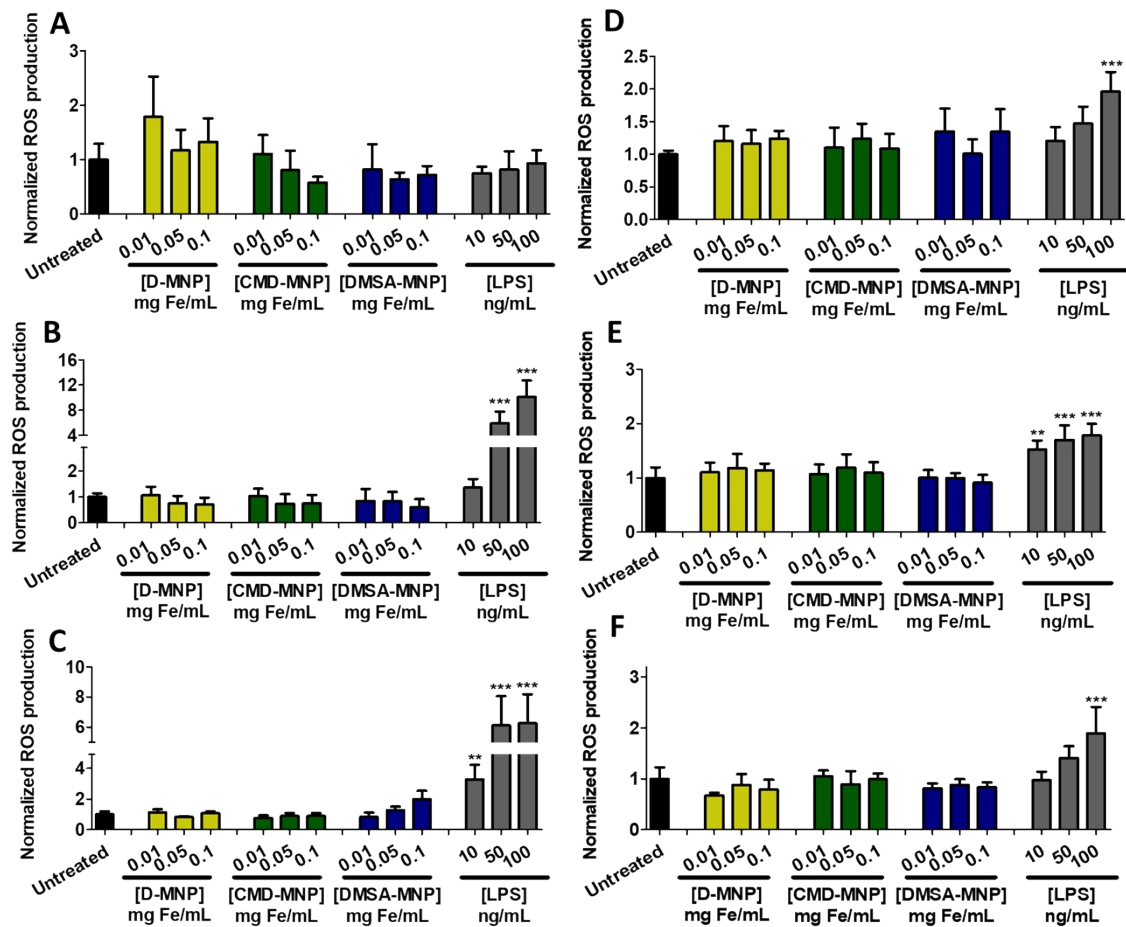 A
Normalized ROS production
3
2
1
0
Untreated
0.01
0.05
0.1
0.01
0.05
0.1
0.01
0.05
0.1
10
50
100
[D-MNP]
mg Fe/mL
[CMD-MNP]
mg Fe/mL
[DMSA-MNP]
mg Fe/mL
[LPS]
ng/mL
B
Normalized ROS production
16
12
8
4
2
1
0
***
***
Untreated
0.01
0.05
0.1
0.01
0.05
0.1
0.01
0.05
0.1
10
50
100
[D-MNP]
mg Fe/mL
[CMD-MNP]
mg Fe/mL
[DMSA-MNP]
mg Fe/mL
[LPS]
ng/mL
C
Normalized ROS production
10
8
6
4
2
0
**
***
***
Untreated
0.01
0.05
0.1
0.01
0.05
0.1
0.01
0.05
0.1
10
50
100
[D-MNP]
mg Fe/mL
[CMD-MNP]
mg Fe/mL
[DMSA-MNP]
mg Fe/mL
[LPS]
ng/mL
D
Normalized ROS production
2.5
2.0
1.5
1.0
0.5
0.0
***
Untreated
0.01
0.05
0.1
0.01
0.05
0.1
0.01
0.05
0.1
10
50
100
[D-MNP]
mg Fe/mL
[CMD-MNP]
mg Fe/mL
[DMSA-MNP]
mg Fe/mL
[LPS]
ng/mL
E
Normalized ROS production
3
2
1
0
**
***
***
Untreated
0.01
0.05
0.1
0.01
0.05
0.1
0.01
0.05
0.1
10
50
100
[D-MNP]
mg Fe/mL
[CMD-MNP]
mg Fe/mL
[DMSA-MNP]
mg Fe/mL
[LPS]
ng/mL
F
Normalized ROS production
3
2
1
0
***
Untreated
0.01
0.05
0.1
0.01
0.05
0.1
0.01
0.05
0.1
10
50
100
[D-MNP]
mg Fe/mL
[CMD-MNP]
mg Fe/mL
[DMSA-MNP]
mg Fe/mL
[LPS]
ng/mL